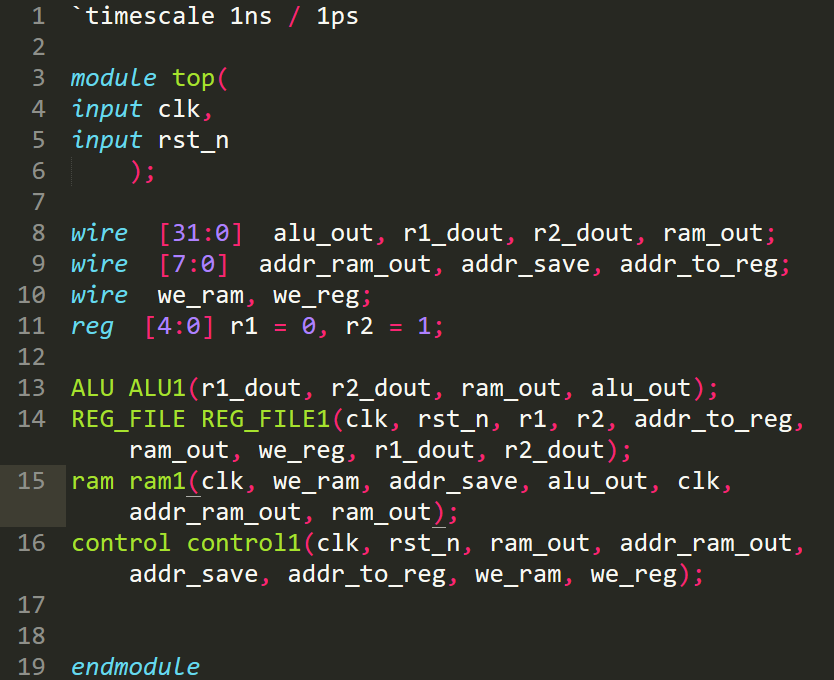 1 `timescale 1ns / 1ps
2
3 module top(
4 input clk,
5 input rst_n
6     );
7
8 wire  [31:0]  alu_out, r1_dout, r2_dout, ram_out;
9 wire  [7:0]  addr_ram_out, addr_save, addr_to_reg;
10 wire  we_ram, we_reg;
11 reg  [4:0] r1 = 0, r2 = 1;
12
13 ALU ALU1(r1_dout, r2_dout, ram_out, alu_out);
14 REG_FILE REG_FILE1(clk, rst_n, r1, r2, addr_to_reg,
ram_out, we_reg, r1_dout, r2_dout);
15 ram ram1(clk, we_ram, addr_save, alu_out, clk,
addr_ram_out, ram_out);
16 control control1(clk, rst_n, ram_out, addr_ram_out,
addr_save, addr_to_reg, we_ram, we_reg);
17
18
19 endmodule